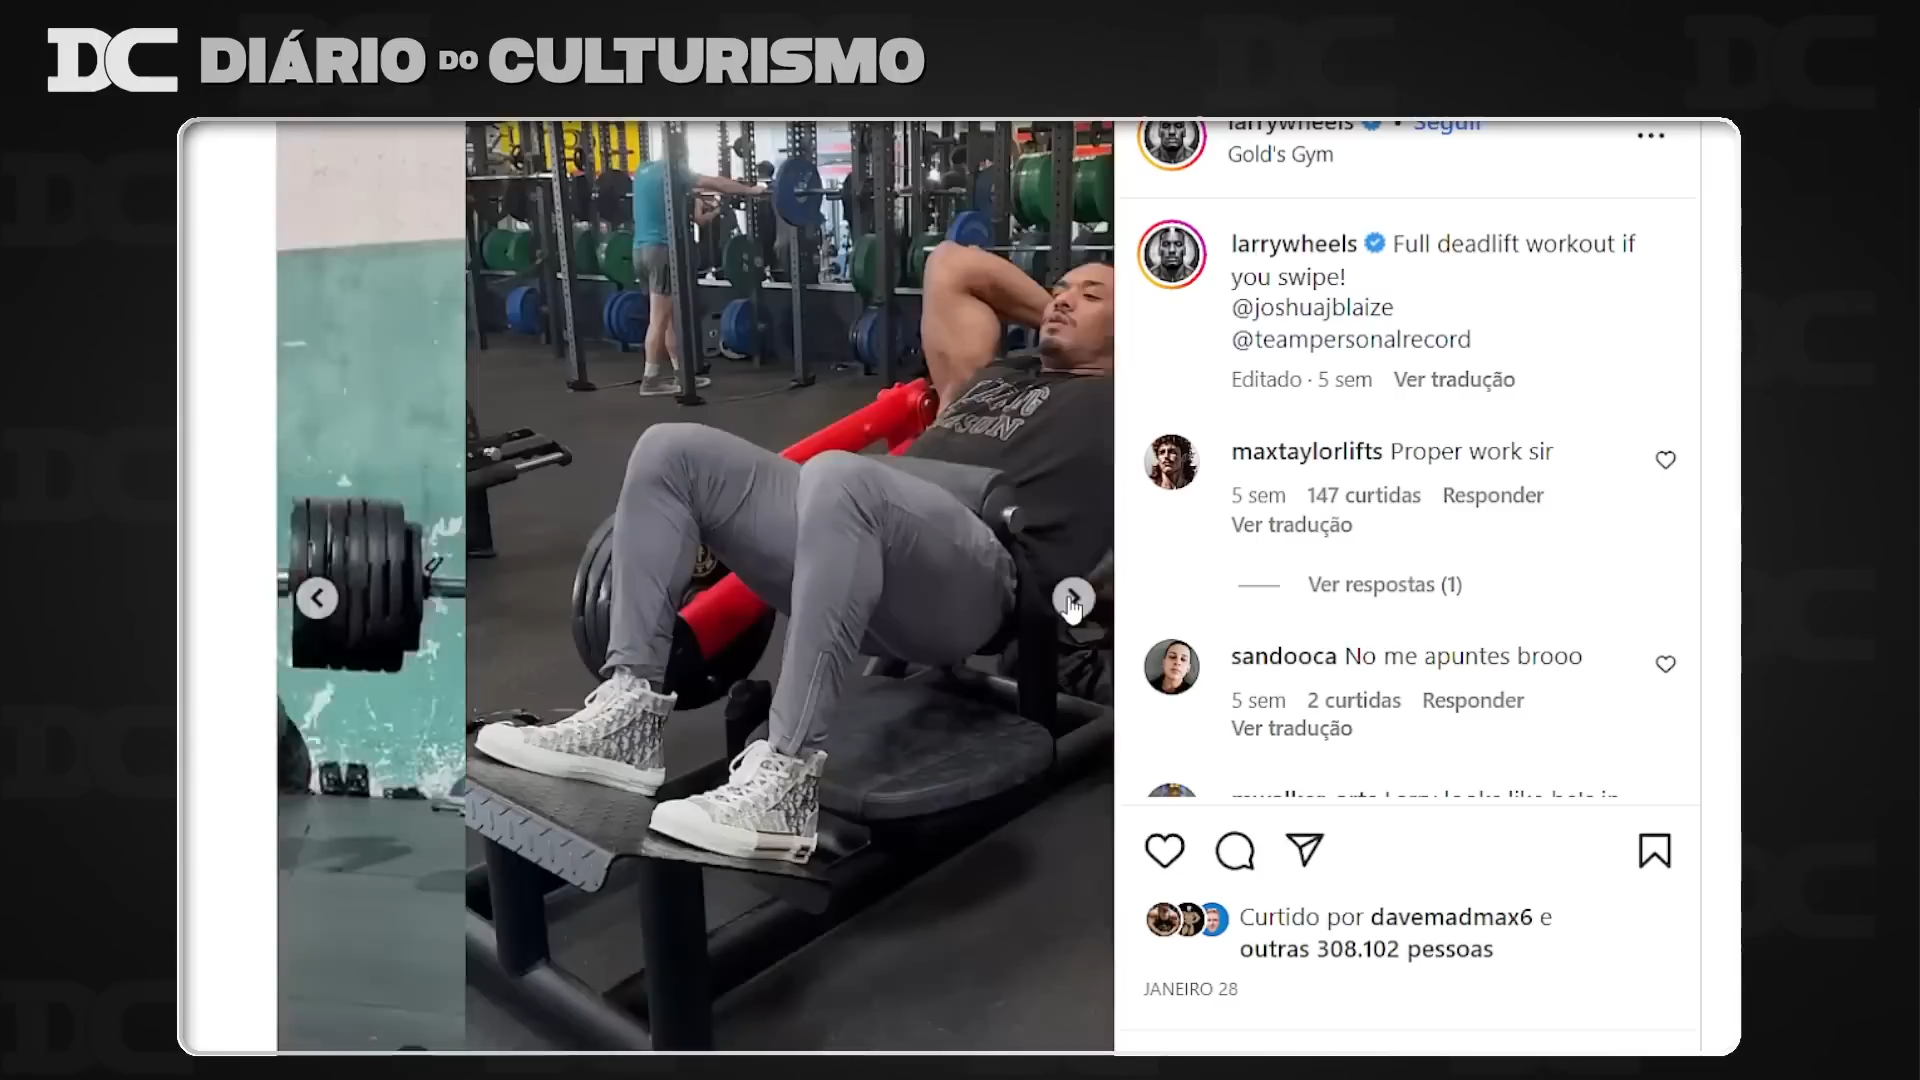 DC DIÁRIO DO CULTURISMO
larrywheels • Seguir
Gold's Gym
larrywheels Full deadlift workout if
you swipe!
@joshuajblaize
@teampersonalrecord
Editado · 5 sem Ver tradução
maxtaylorlifts Proper work sir
5 sem 147 curtidas Responder
Ver tradução
Ver respostas (1)
sandooca No me apuntes brooo
5 sem 2 curtidas Responder
Ver tradução
Curtido por davemadmax6 e
outras 308.102 pessoas
JANEIRO 28